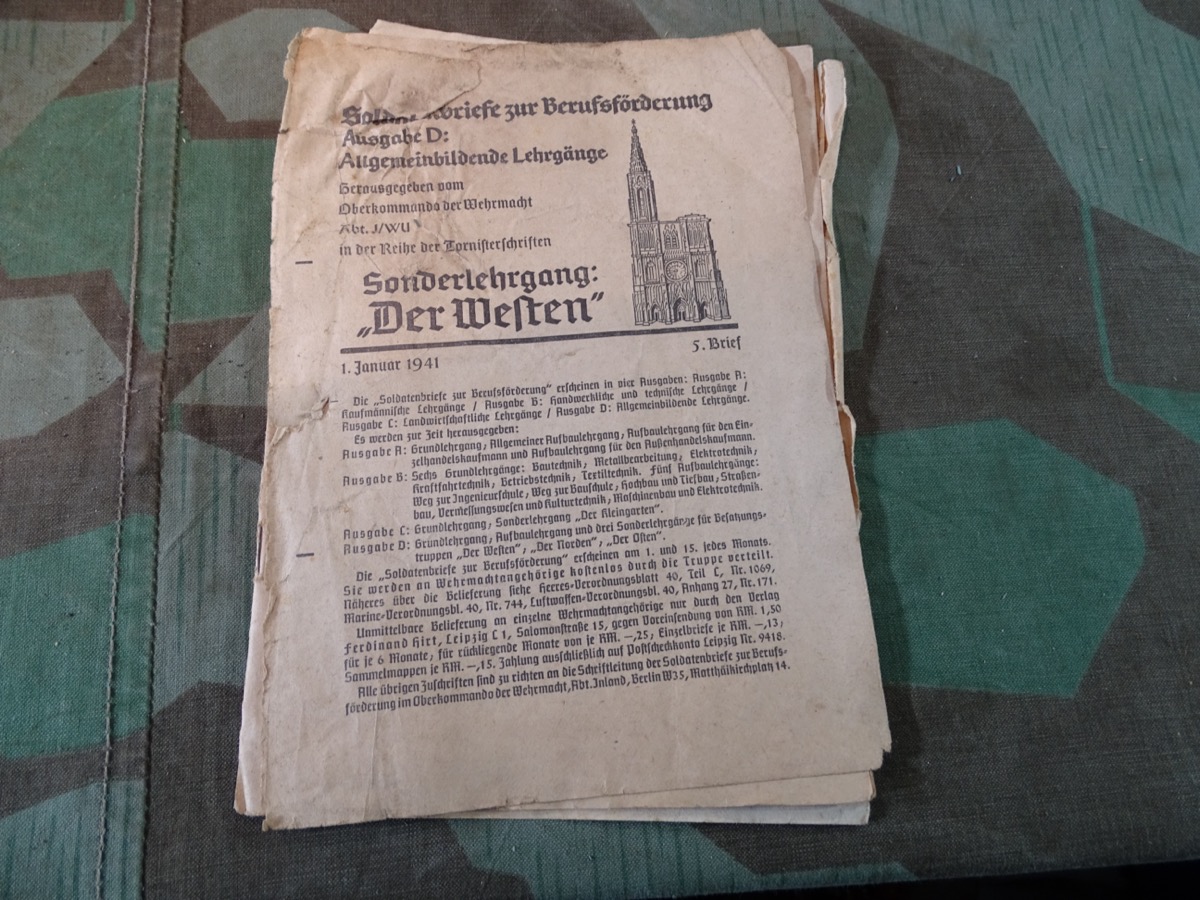 Soldatenbriefe zur Berufsförderung
Ausgabe D:
Allgemeinbildende Lehrgänge
Herausgegeben vom
Oberkommando der Wehrmacht
Abt. J/WU
in der Reihe der Tornisterschriften
Sonderlehrgang:
„Der Westen“
1. Januar 1941
5. Brief
Die „Soldatenbriefe zur Berufsförderung“ erscheinen in vier Ausgaben: Ausgabe A:
Kaufmännische Lehrgänge / Ausgabe B: Handwerkliche und technische Lehrgänge /
Ausgabe C: Landwirtschaftliche Lehrgänge / Ausgabe D: Allgemeinbildende Lehrgänge.
Es werden zur Zeit herausgegeben:
Ausgabe A: Grundlehrgang, Allgemeiner Aufbaulehrgang, Aufbaulehrgang für den Ein-
zelhandelskaufmann und Aufbaulehrgang für den Außenhandelskaufmann.
Ausgabe B: Sechs Grundlehrgänge: Bautechnik, Metallbearbeitung, Elektrotechnik,
Kraftfahrtechnik, Betriebstechnik, Textiltechnik. Fünf Aufbaulehrgänge:
Weg zur Ingenieurschule, Weg zur Bauschule, Hochbau und Tiefbau, Straßen-
bau, Vermessungswesen und Kulturtechnik, Maschinenbau und Elektrotechnik.
Ausgabe C: Grundlehrgang, Sonderlehrgang „Der Kleingarten“.
Ausgabe D: Grundlehrgang, Aufbaulehrgang und drei Sonderlehrgänge für Besatzungs-
truppen „Der Westen“, „Der Norden“, „Der Osten“.
Die „Soldatenbriefe zur Berufsförderung“ erscheinen am 1. und 15. jedes Monats.
Sie werden an Wehrmachtangehörige kostenlos durch die Truppe verteilt.
Näheres über die Belieferung siehe Heeres-Verordnungsblatt 40, Teil C, Nr. 1069,
Marine-Verordnungsbl. 40, Nr. 744, Luftwaffen-Verordnungsbl. 40, Anhang 27, Nr. 171.
Unmittelbare Belieferung an einzelne Wehrmachtangehörige nur durch den Verlag
Ferdinand Hirt, Leipzig C 1, Salomonstraße 15, gegen Voreinsendung von RM. 1,50
für je 6 Monate, für rückliegende Monate von je RM. –,25; Einzelbriefe je RM. –,13;
Sammelmappen je RM. –,15. Zahlung ausschließlich auf Postscheckkonto Leipzig Nr. 9418.
Alle übrigen Zuschriften sind zu richten an die Schriftleitung der Soldatenbriefe zur Berufs-
förderung im Oberkommando der Wehrmacht, Abt. Inland, Berlin W35, Matthäikirchplatz 14.